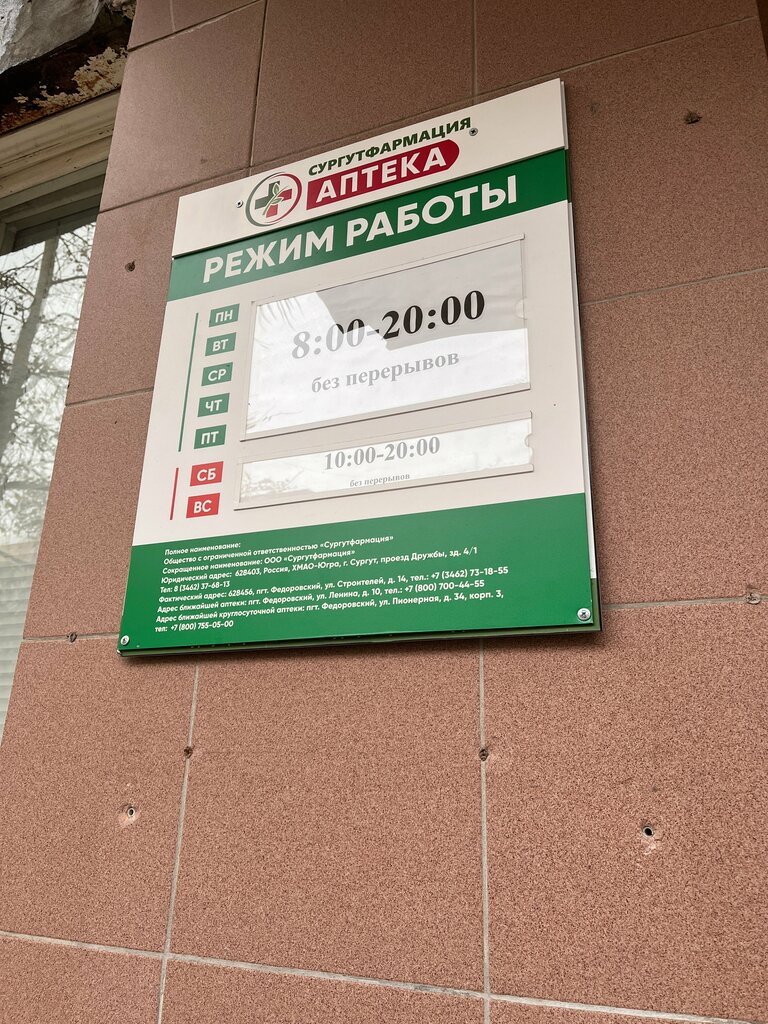 СУРГУТФАРМАЦИЯ
АПТЕКА
РЕЖИМ РАБОТЫ
ПН
ВТ
СР
ЧТ
ПТ
8:00-20:00
без перерывов
СБ
ВС
10:00-20:00
без перерывов
Полное наименование:
Общество с ограниченной ответственностью «Сургутфармация»
Сокращенное наименование: ООО «Сургутфармация»
Юридический адрес: 628403, Россия, ХМАО-Югра, г. Сургут, проезд Дружбы, зд. 4/1
Тел: 8 (3462) 37-68-13
Фактический адрес: 628456, пгт. Федоровский, ул. Строителей, д. 14, тел.: +7 (3462) 73-18-55
Адрес ближайшей аптеки: пгт. Федоровский, ул. Ленина, д. 10, тел.: +7 (800) 700-44-55
Адрес ближайшей круглосуточной аптеки: пгт. Федоровский, ул. Пионерная, д. 34, корп. 3,
тел: +7 (800) 755-05-00